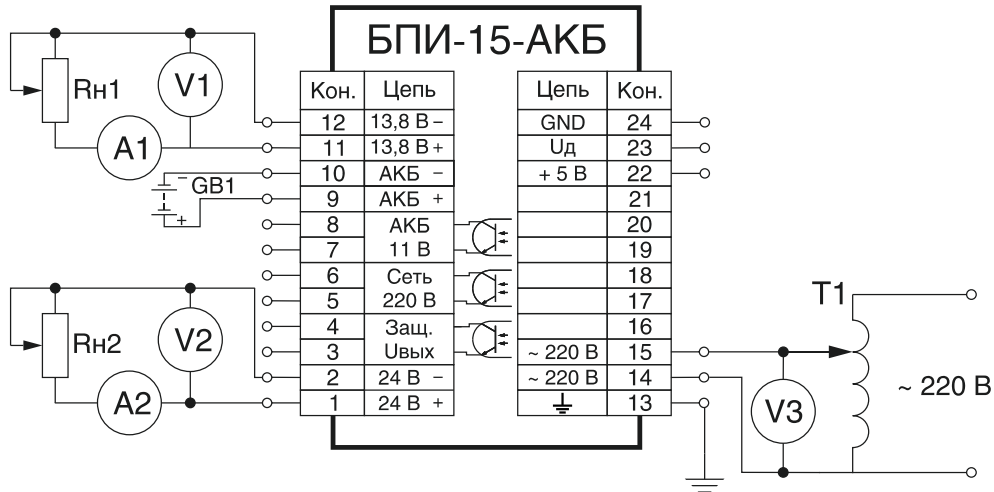 БПИ-15-АКБ
Кон. Цепь
12 13,8 В −
11 13,8 В +
10 АКБ −
9 АКБ +
8 АКБ
7 11 В
6 Сеть
5 220 В
4 Защ.
3 Uвых
2 24 В −
1 24 В +
Цепь Кон.
GND 24
Uд 23
+ 5 В 22
21
20
19
18
17
16
~ 220 В 15
~ 220 В 14
13
Rн1
V1
A1
− GB1
+
Rн2
V2
A2
T1
V3
~ 220 В